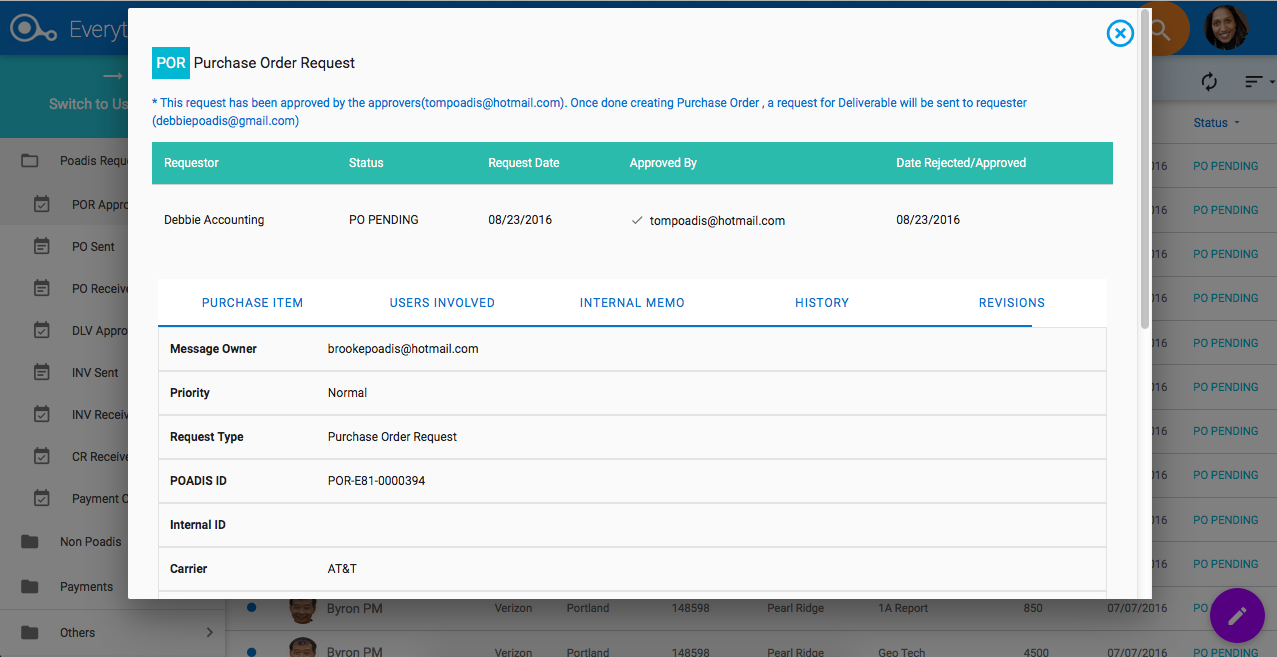 Everyt
Switch to Us
Poadis Reque
POR Appro
PO Sent
PO Receive
DLV Appro
INV Sent
INV Receiv
CR Receive
Payment C
Non Poadis
Payments
Others
POR Purchase Order Request
* This request has been approved by the approvers(tompoadis@hotmail.com). Once done creating Purchase Order , a request for Deliverable will be sent to requester
(debbiepoadis@gmail.com)
Requestor Status Request Date Approved By Date Rejected/Approved
Debbie Accounting PO PENDING 08/23/2016 tompoadis@hotmail.com 08/23/2016
PURCHASE ITEM USERS INVOLVED INTERNAL MEMO HISTORY REVISIONS
Message Owner brookepoadis@hotmail.com
Priority Normal
Request Type Purchase Order Request
POADIS ID POR-E81-0000394
Internal ID
Carrier AT&T
Status
016 PO PENDING
016 PO PENDING
016 PO PENDING
016 PO PENDING
016 PO PENDING
016 PO PENDING
016 PO PENDING
016 PO PENDING
016 PO PENDING
016 PO PENDING
Byron PM Verizon Portland 148598 Pearl Ridge 1A Report 850 07/07/2016 PO
Byron PM Verizon Portland 148598 Pearl Ridge Geo Tech 4500 07/07/2016 PO PENDING